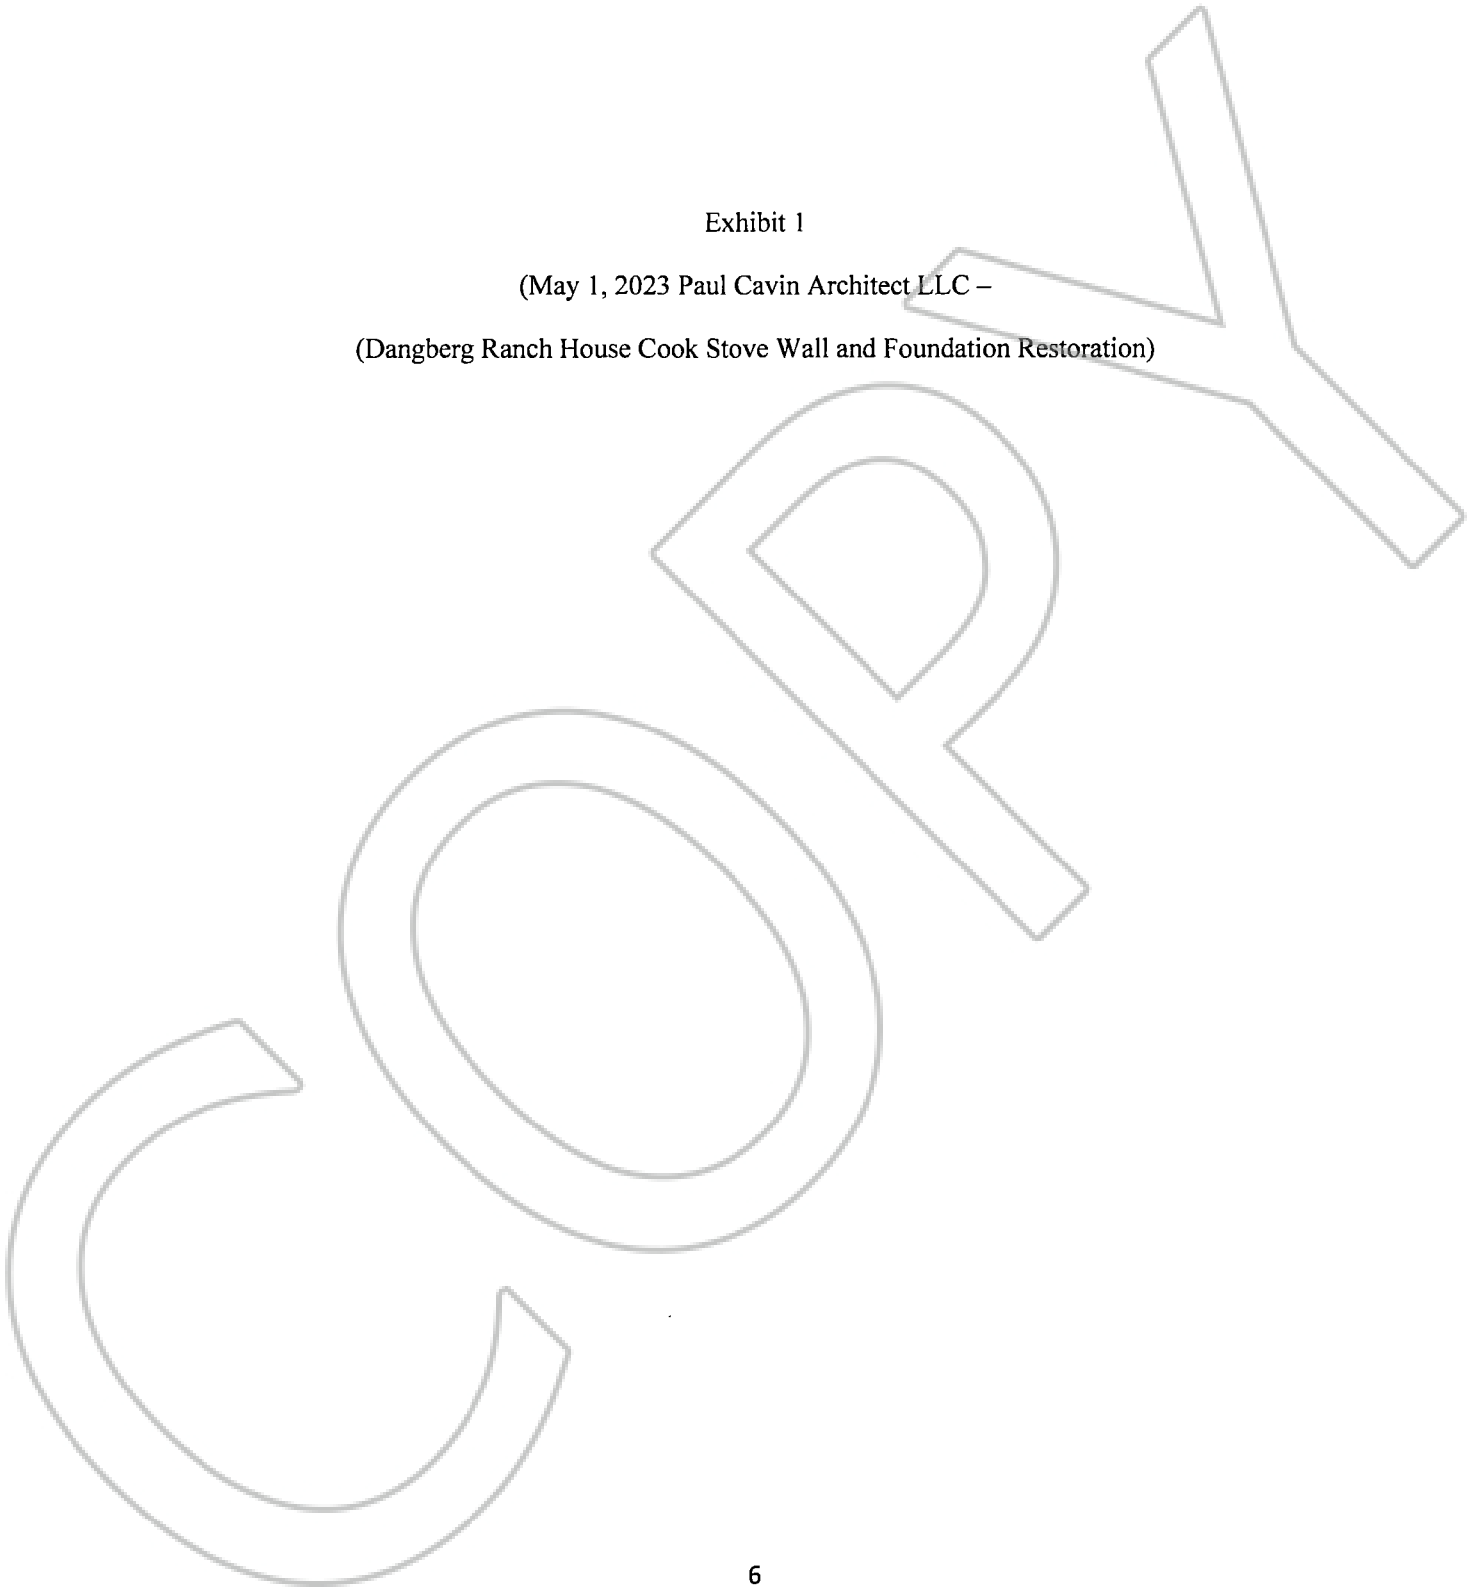 Exhibit 1
(May 1, 2023 Paul Cavin Architect LLC –
(Dangberg Ranch House Cook Stove Wall and Foundation Restoration)
COPY
6